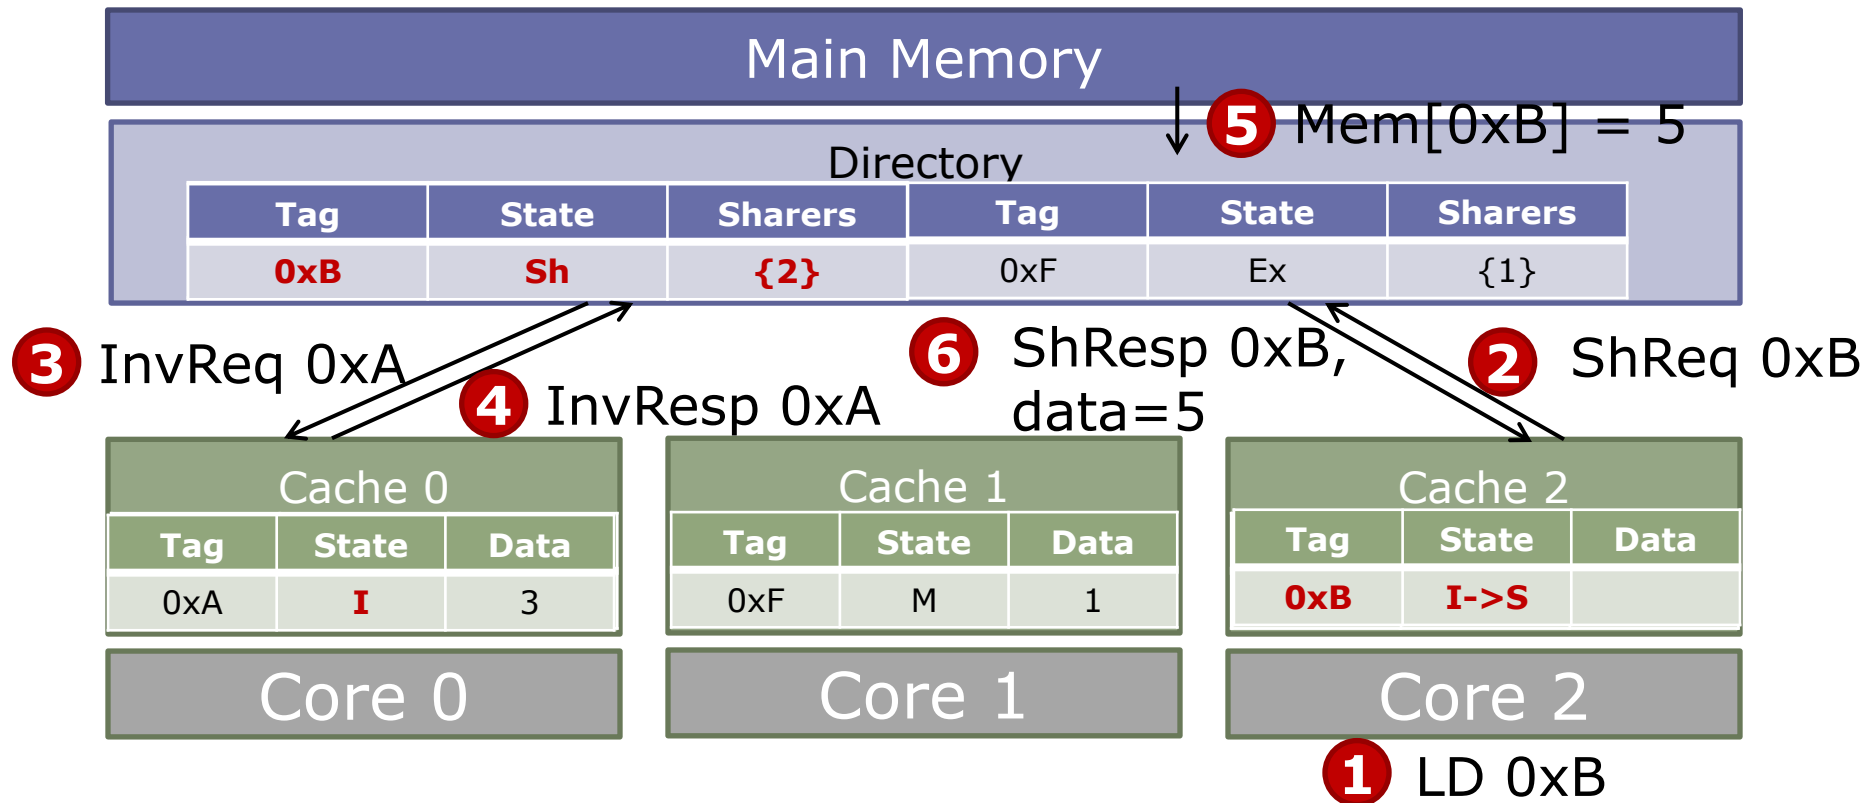 Main Memory
5 Mem[0xB] = 5
Directory
Tag State Sharers Tag State Sharers
0xB Sh {2} 0xF Ex {1}
3 InvReq 0xA
4 InvResp 0xA
6 ShResp 0xB,
data=5
2 ShReq 0xB
Cache 0
Tag State Data
0xA I 3
Core 0
Cache 1
Tag State Data
0xF M 1
Core 1
Cache 2
Tag State Data
0xB I->S
Core 2
1 LD 0xB